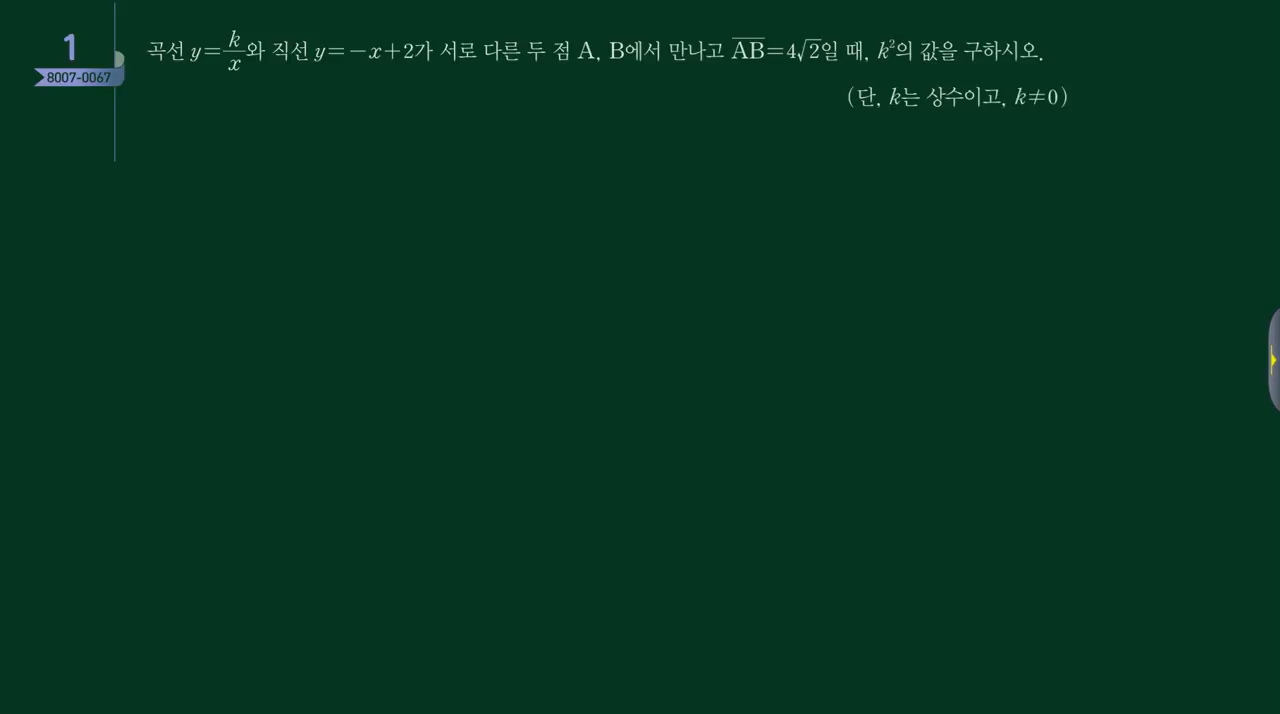 1
8007-0067
곡선 y=k/x와 직선 y=−x+2가 서로 다른 두 점 A, B에서 만나고 A̅B̅=4√2일 때, k²의 값을 구하시오.
(단, k는 상수이고, k≠0)